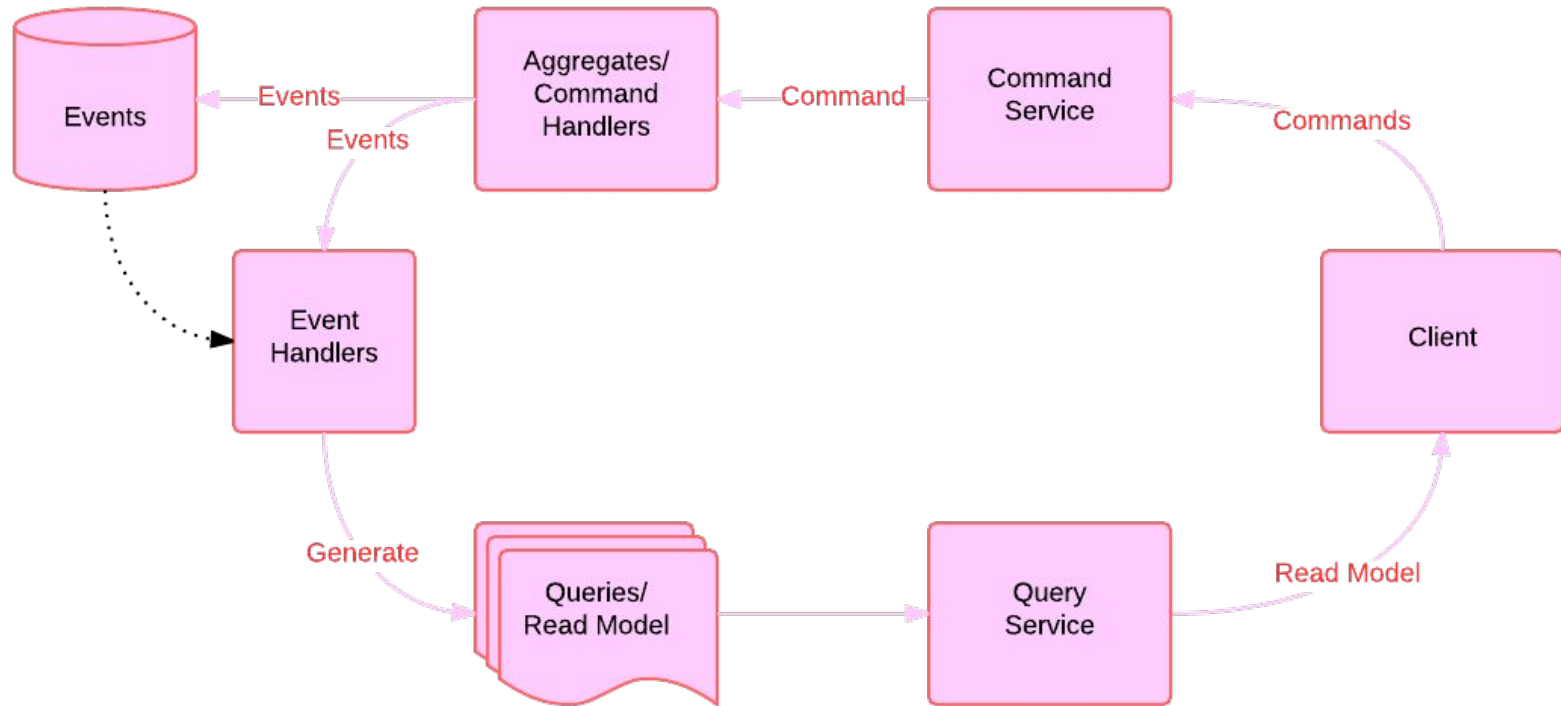 Events
Events
Events
Aggregates/
Command
Handlers
Command
Command
Service
Commands
Event
Handlers
Client
Generate
Queries/
Read Model
Query
Service
Read Model